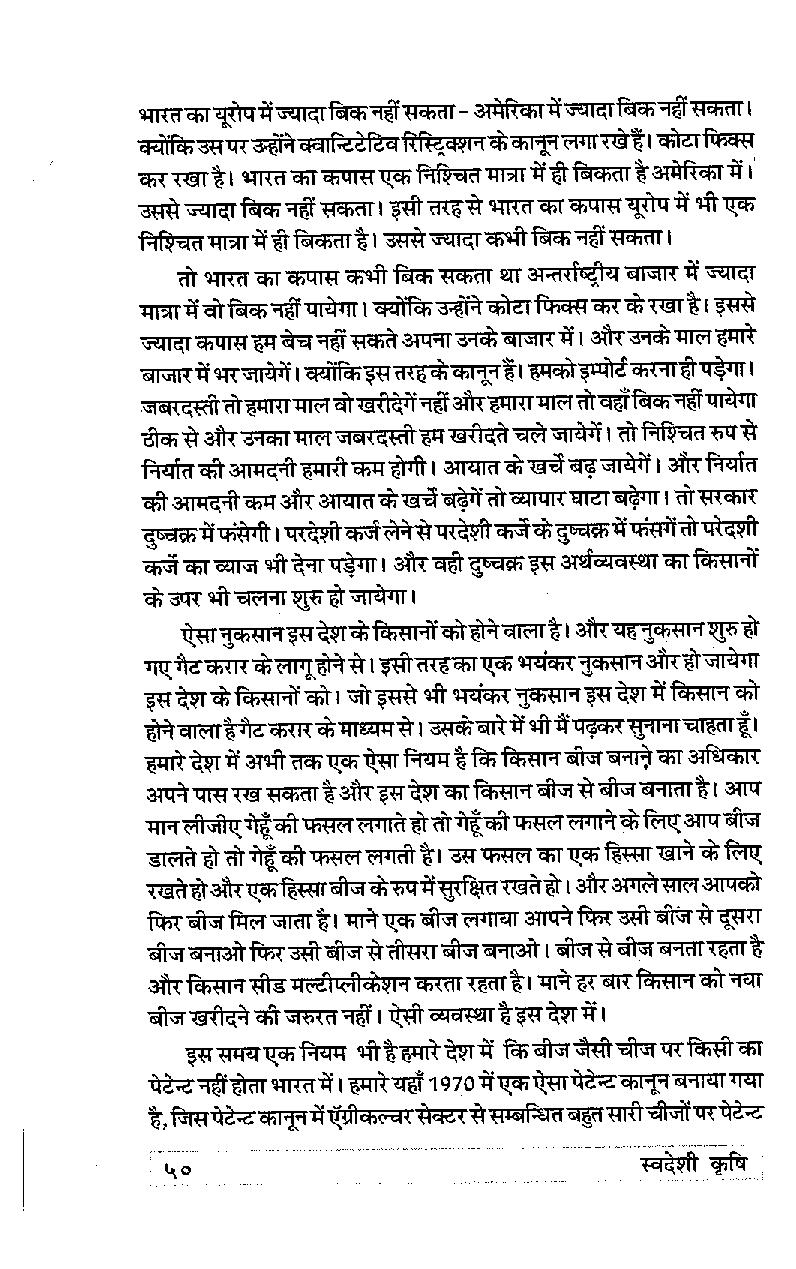 भारत का यूरोप में ज्यादा बिक नहीं सकता – अमेरिका में ज्यादा बिक नहीं सकता।
क्योंकि उस पर उन्होंने क्वान्टिटेटिव रिस्ट्रिक्शन के कानून लगा रखे हैं। कोटा फिक्स
कर रखा है। भारत का कपास एक निश्चित मात्रा में ही बिकता है अमेरिका में।
उससे ज्यादा बिक नहीं सकता। इसी तरह से भारत का कपास यूरोप में भी एक
निश्चित मात्रा में ही बिकता है। उससे ज्यादा कभी बिक नहीं सकता।
तो भारत का कपास कभी बिक सकता था अन्तर्राष्ट्रीय बाजार में ज्यादा
मात्रा में वो बिक नहीं पायेगा। क्योंकि उन्होंने कोटा फिक्स कर के रखा है। इससे
ज्यादा कपास हम बेच नहीं सकते अपना उनके बाजार में। और उनके माल हमारे
बाजार में भर जायेगें। क्योंकि इस तरह के कानून हैं। हमको इम्पोर्ट करना ही पड़ेगा।
जबरदस्ती तो हमारा माल वो खरीदेगें नहीं और हमारा माल तो वहाँ बिक नहीं पायेगा
ठीक से और उनका माल जबरदस्ती हम खरीदते चले जायेगें। तो निश्चित रुप से
निर्यात की आमदनी हमारी कम होगी। आयात के खर्चे बढ़ जायेगें। और निर्यात
की आमदनी कम और आयात के खर्चे बढ़ेगें तो व्यापार घाटा बढ़ेगा। तो सरकार
दुष्चक्र में फंसेगी। परदेशी कर्ज लेने से परदेशी कर्जे के दुष्चक्र में फंसगें तो परेदशी
कर्जे का व्याज भी देना पड़ेगा। और वही दुष्चक्र इस अर्थव्यवस्था का किसानों
के उपर भी चलना शुरु हो जायेगा।
ऐसा नुकसान इस देश के किसानों को होने वाला है। और यह नुकसान शुरु हो
गए गैट करार के लागू होने से। इसी तरह का एक भयंकर नुकसान और हो जायेगा
इस देश के किसानों को। जो इससे भी भयंकर नुकसान इस देश में किसान को
होने वाला है गैट करार के माध्यम से। उसके बारे में भी मैं पढ़कर सुनाना चाहता हूँ।
हमारे देश में अभी तक एक ऐसा नियम है कि किसान बीज बनाने का अधिकार
अपने पास रख सकता है और इस देश का किसान बीज से बीज बनाता है। आप
मान लीजीए गेहूँ की फसल लगाते हो तो गेहूँ की फसल लगाने के लिए आप बीज
डालते हो तो गेहूँ की फसल लगती है। उस फसल का एक हिस्सा खाने के लिए
रखते हो और एक हिस्सा बीज के रुप में सुरक्षित रखते हो। और अगले साल आपको
फिर बीज मिल जाता है। माने एक बीज लगाया आपने फिर उसी बीज से दूसरा
बीज बनाओ फिर उसी बीज से तीसरा बीज बनाओ। बीज से बीज बनता रहता है
और किसान सीड मल्टीप्लीकेशन करता रहता है। माने हर बार किसान को नया
बीज खरीदने की जरुरत नहीं। ऐसी व्यवस्था है इस देश में।
इस समय एक नियम भी है हमारे देश में कि बीज जैसी चीज पर किसी का
पेटेन्ट नहीं होता भारत में। हमारे यहाँ 1970 में एक ऐसा पेटेन्ट कानून बनाया गया
है, जिस पेटेन्ट कानून में ऍग्रीकल्चर सेक्टर से सम्बन्धित बहुत सारी चीजों पर पेटेन्ट
५०
स्वदेशी कृषि